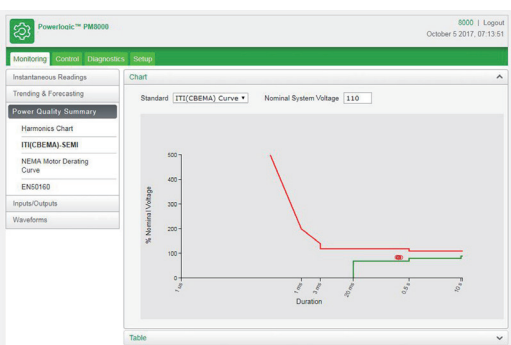 Powerlogic™ PM8000
8000 | Logout
October 5 2017, 07:13:51
Monitoring Control Diagnostics Setup
Instantaneous Readings
Trending & Forecasting
Power Quality Summary
Harmonics Chart
ITI(CBEMA)-SEMI
NEMA Motor Derating
Curve
EN50160
Inputs/Outputs
Waveforms
Chart
Standard ITI(CBEMA) Curve Nominal System Voltage 110
% Nominal Voltage
500
400
300
200
100
0
1 us
1 ms
3 ms
20 ms
0.5 s
10 s
Duration
Table